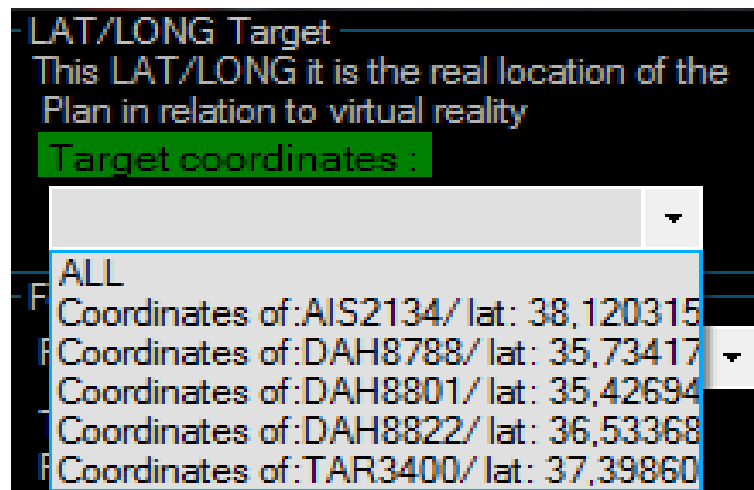 LAT/LONG Target
This LAT/LONG it is the real location of the
Plan in relation to virtual reality
Target coordinates :
ALL
Coordinates of:AIS2134/ lat: 38,120315
Coordinates of:DAH8788/ lat: 35,73417
Coordinates of:DAH8801/ lat: 35,42694
Coordinates of:DAH8822/ lat: 36,53368
Coordinates of:TAR3400/ lat: 37,39860